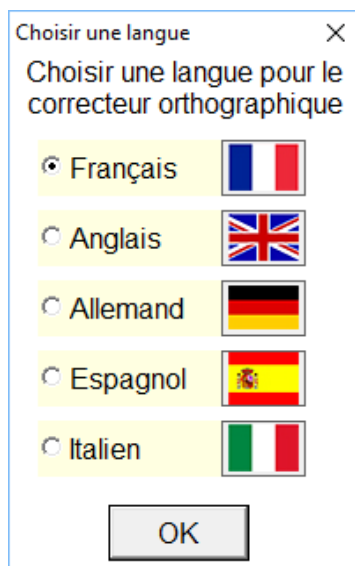 Choisir une langue
Choisir une langue pour le
correcteur orthographique
Français
Anglais
Allemand
Espagnol
Italien
OK